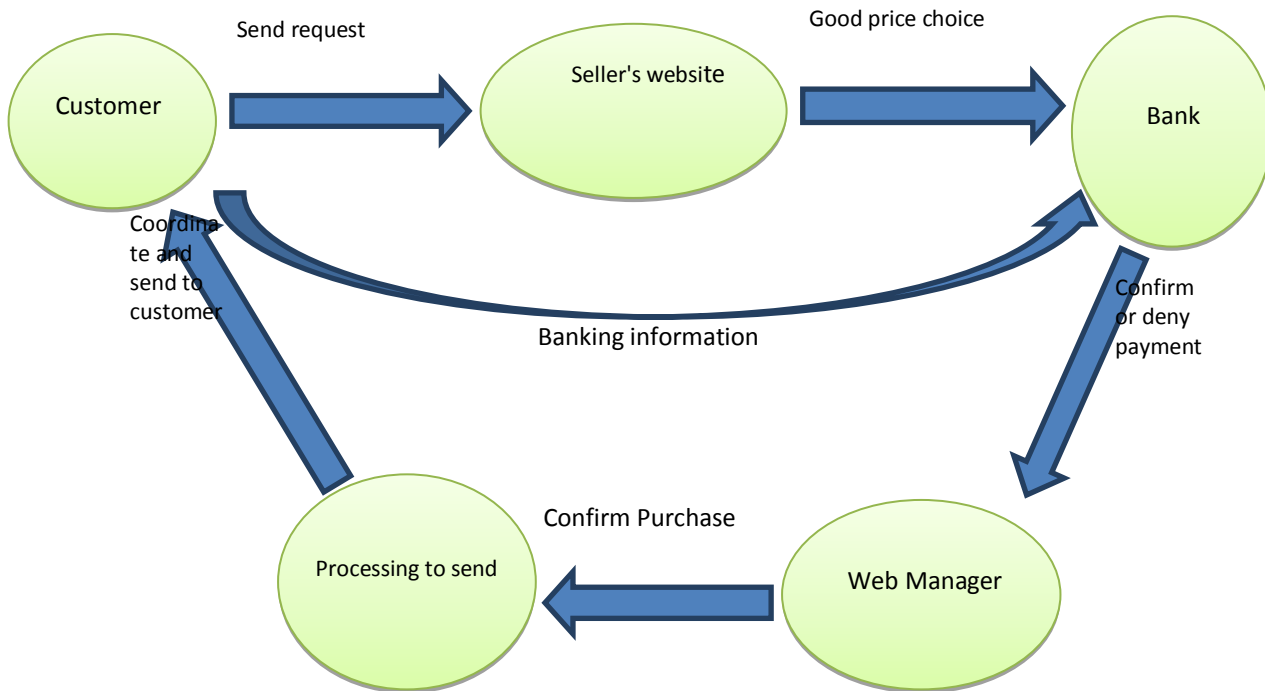 Send request
Good price choice
Customer
Seller's website
Bank
Coordina
te and
send to
customer
Banking information
Confirm
or deny
payment
Confirm Purchase
Processing to send
Web Manager